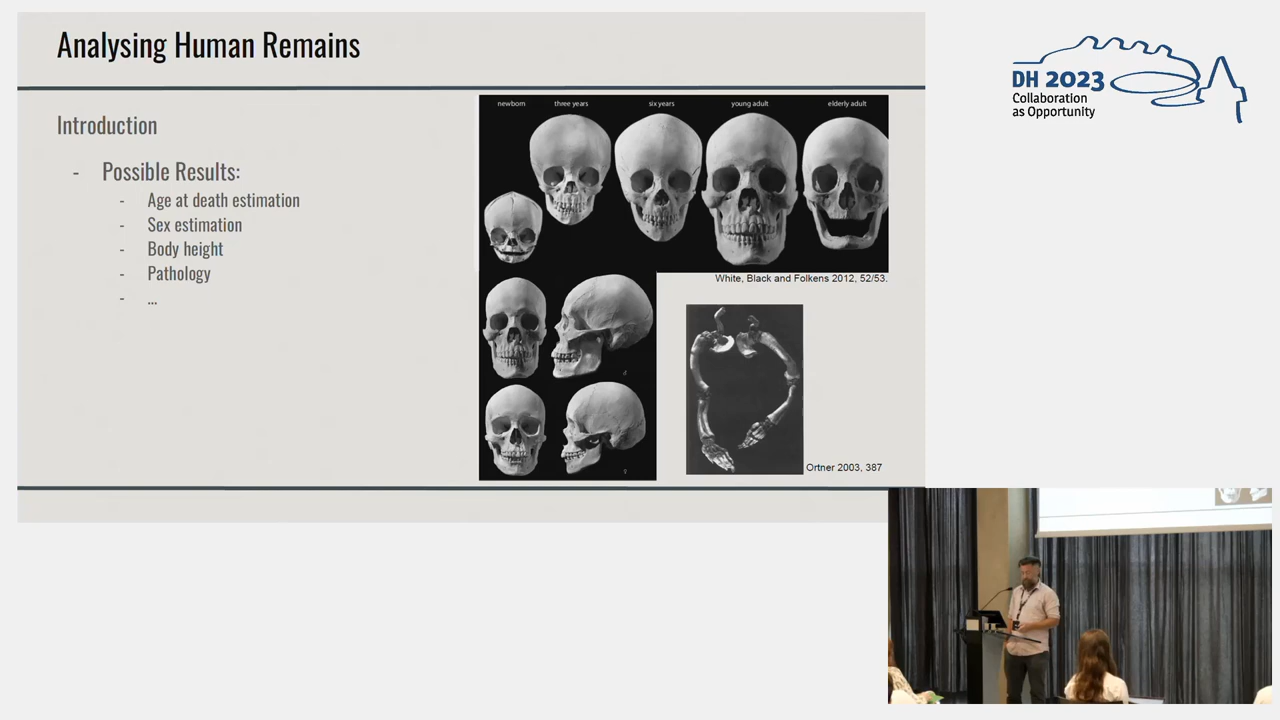 Analysing Human Remains
Introduction
- Possible Results:
- Age at death estimation
- Sex estimation
- Body height
- Pathology
- ...
newborn three years six years young adult elderly adult
White, Black and Folkens 2012, 52/53.
♂
♀
Ortner 2003, 387
DH 2023
Collaboration
as Opportunity